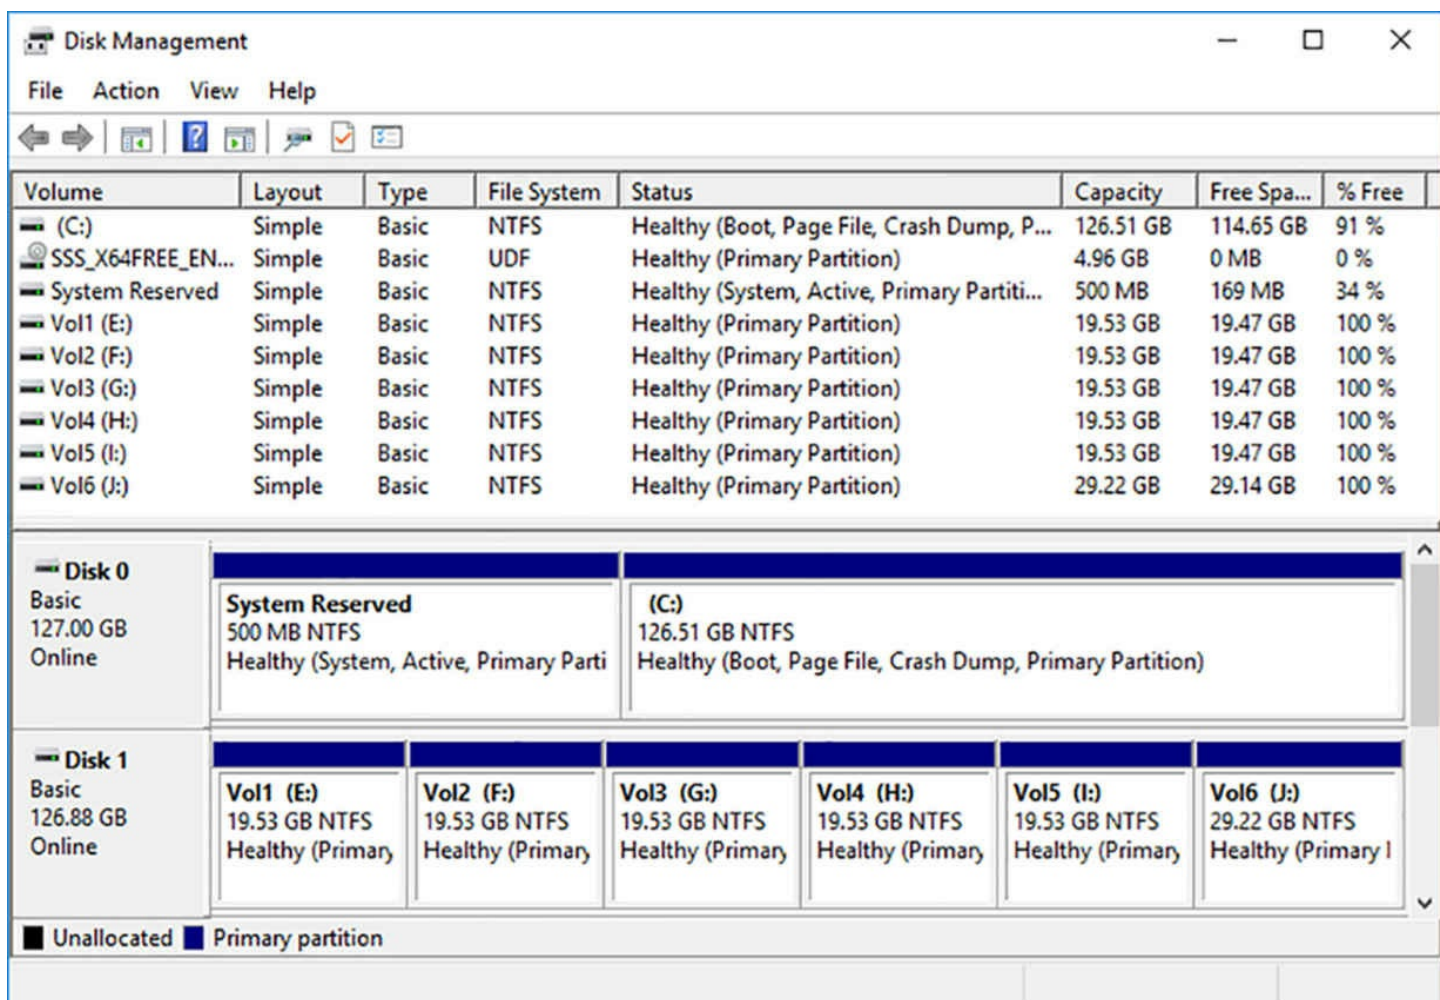 Disk Management
File Action View Help
Volume Layout Type File System Status Capacity Free Spa... % Free
(C:) Simple Basic NTFS Healthy (Boot, Page File, Crash Dump, P... 126.51 GB 114.65 GB 91 %
SSS_X64FREE_EN... Simple Basic UDF Healthy (Primary Partition) 4.96 GB 0 MB 0 %
System Reserved Simple Basic NTFS Healthy (System, Active, Primary Partiti... 500 MB 169 MB 34 %
Vol1 (E:) Simple Basic NTFS Healthy (Primary Partition) 19.53 GB 19.47 GB 100 %
Vol2 (F:) Simple Basic NTFS Healthy (Primary Partition) 19.53 GB 19.47 GB 100 %
Vol3 (G:) Simple Basic NTFS Healthy (Primary Partition) 19.53 GB 19.47 GB 100 %
Vol4 (H:) Simple Basic NTFS Healthy (Primary Partition) 19.53 GB 19.47 GB 100 %
Vol5 (I:) Simple Basic NTFS Healthy (Primary Partition) 19.53 GB 19.47 GB 100 %
Vol6 (J:) Simple Basic NTFS Healthy (Primary Partition) 29.22 GB 29.14 GB 100 %
Disk 0
Basic
127.00 GB
Online
System Reserved
500 MB NTFS
Healthy (System, Active, Primary Parti
(C:)
126.51 GB NTFS
Healthy (Boot, Page File, Crash Dump, Primary Partition)
Disk 1
Basic
126.88 GB
Online
Vol1 (E:)
19.53 GB NTFS
Healthy (Primary
Vol2 (F:)
19.53 GB NTFS
Healthy (Primary
Vol3 (G:)
19.53 GB NTFS
Healthy (Primary
Vol4 (H:)
19.53 GB NTFS
Healthy (Primary
Vol5 (I:)
19.53 GB NTFS
Healthy (Primary
Vol6 (J:)
29.22 GB NTFS
Healthy (Primary I
Unallocated Primary partition